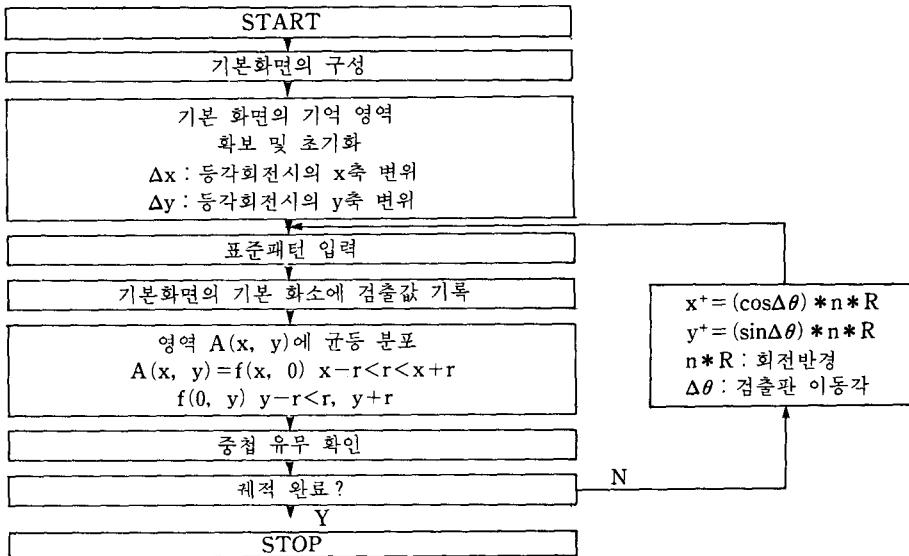 START
기본화면의 구성
기본 화면의 기억 영역
확보 및 초기화
Δx : 등각회전시의 x축 변위
Δy : 등각회전시의 y축 변위
표준패턴 입력
기본화면의 기본 화소에 검출값 기록
영역 A(x, y)에 균등 분포
A(x, y)=f(x, 0) x−r<r<x+r
f(0, y) y−r<r, y+r
중첩 유무 확인
궤적 완료?
N
Y
STOP
x⁺=(cosΔθ)*n*R
y⁺=(sinΔθ)*n*R
n*R : 회전반경
Δθ : 검출판 이동각